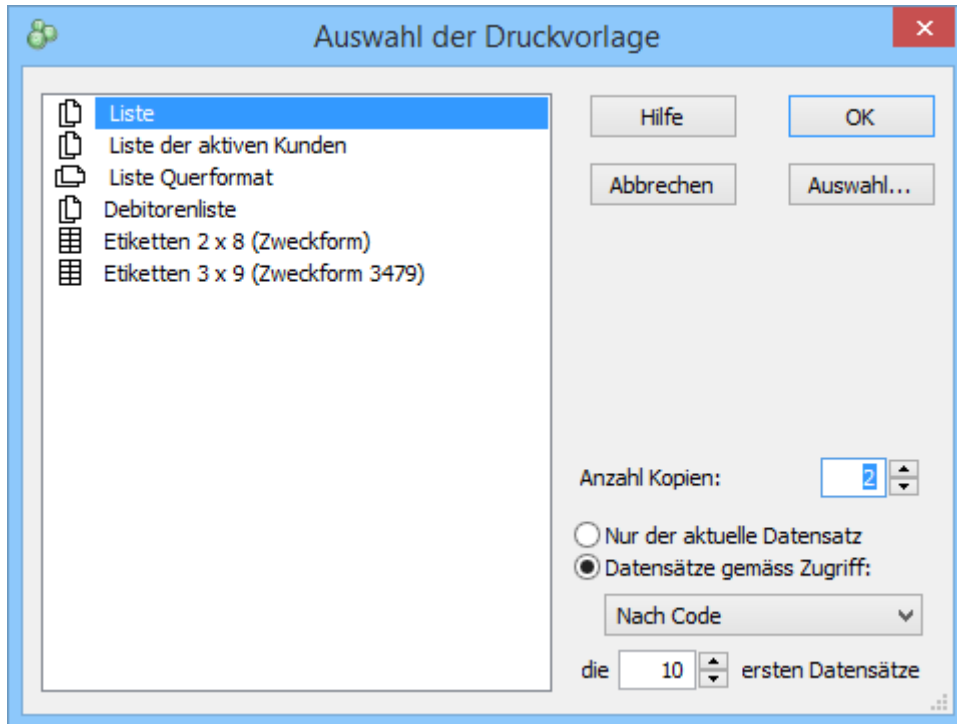 Auswahl der Druckvorlage
Liste
Liste der aktiven Kunden
Liste Querformat
Debitorenliste
Etiketten 2 x 8 (Zweckform)
Etiketten 3 x 9 (Zweckform 3479)
Hilfe
OK
Abbrechen
Auswahl...
Anzahl Kopien: 2
Nur der aktuelle Datensatz
Datensätze gemäss Zugriff:
Nach Code
die 10 ersten Datensätze